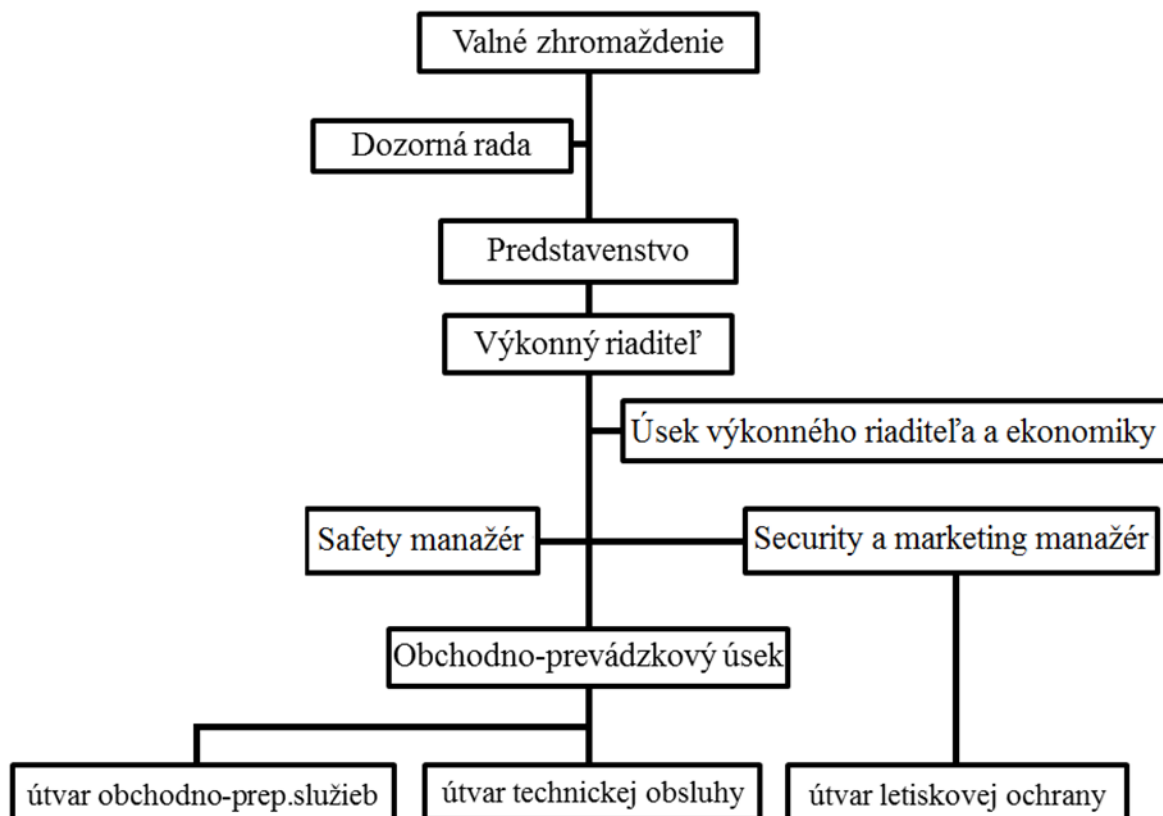 Valné zhromaždenie
Dozorná rada
Predstavenstvo
Výkonný riaditeľ
Úsek výkonného riaditeľa a ekonomiky
Safety manažér
Security a marketing manažér
Obchodno-prevádzkový úsek
útvar obchodno-prep.služieb
útvar technickej obsluhy
útvar letiskovej ochrany